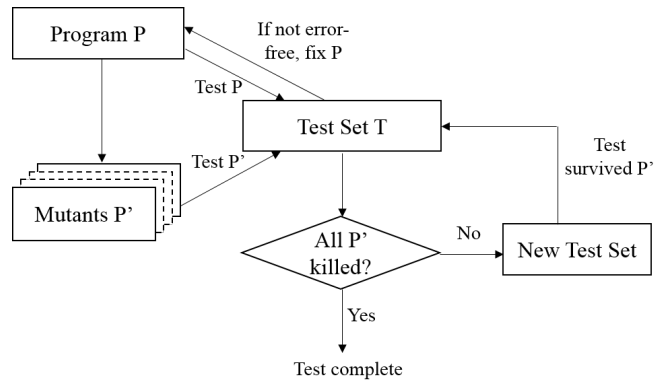 Program P
If not error-
free, fix P
Test P
Test Set T
Test P’
Test
survived P’
Mutants P’
All P’
killed?
No
New Test Set
Yes
Test complete